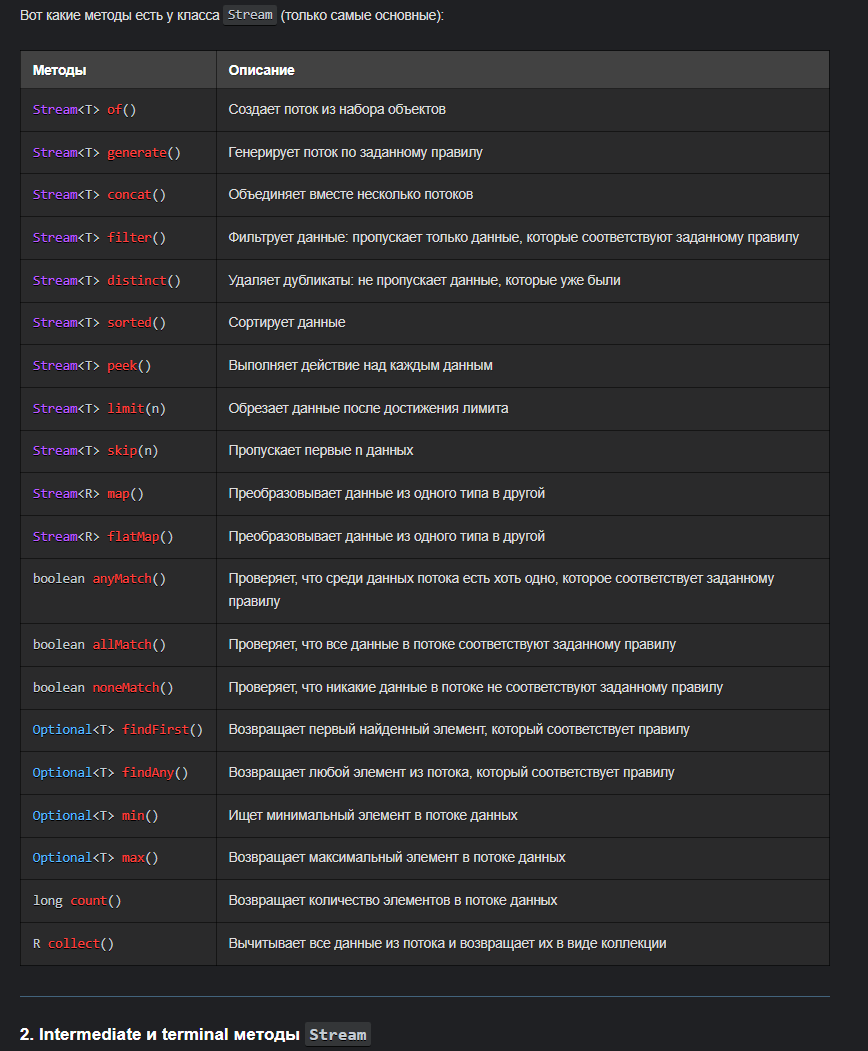 Вот какие методы есть у класса Stream (только самые основные):
Методы Описание
Stream<T> of() Создает поток из набора объектов
Stream<T> generate() Генерирует поток по заданному правилу
Stream<T> concat() Объединяет вместе несколько потоков
Stream<T> filter() Фильтрует данные: пропускает только данные, которые соответствуют заданному правилу
Stream<T> distinct() Удаляет дубликаты: не пропускает данные, которые уже были
Stream<T> sorted() Сортирует данные
Stream<T> peek() Выполняет действие над каждым данным
Stream<T> limit(n) Обрезает данные после достижения лимита
Stream<T> skip(n) Пропускает первые n данных
Stream<R> map() Преобразовывает данные из одного типа в другой
Stream<R> flatMap() Преобразовывает данные из одного типа в другой
boolean anyMatch() Проверяет, что среди данных потока есть хоть одно, которое соответствует заданному
правилу
boolean allMatch() Проверяет, что все данные в потоке соответствуют заданному правилу
boolean noneMatch() Проверяет, что никакие данные в потоке не соответствуют заданному правилу
Optional<T> findFirst() Возвращает первый найденный элемент, который соответствует правилу
Optional<T> findAny() Возвращает любой элемент из потока, который соответствует правилу
Optional<T> min() Ищет минимальный элемент в потоке данных
Optional<T> max() Возвращает максимальный элемент в потоке данных
long count() Возвращает количество элементов в потоке данных
R collect() Вычитывает все данные из потока и возвращает их в виде коллекции
2. Intermediate и terminal методы Stream